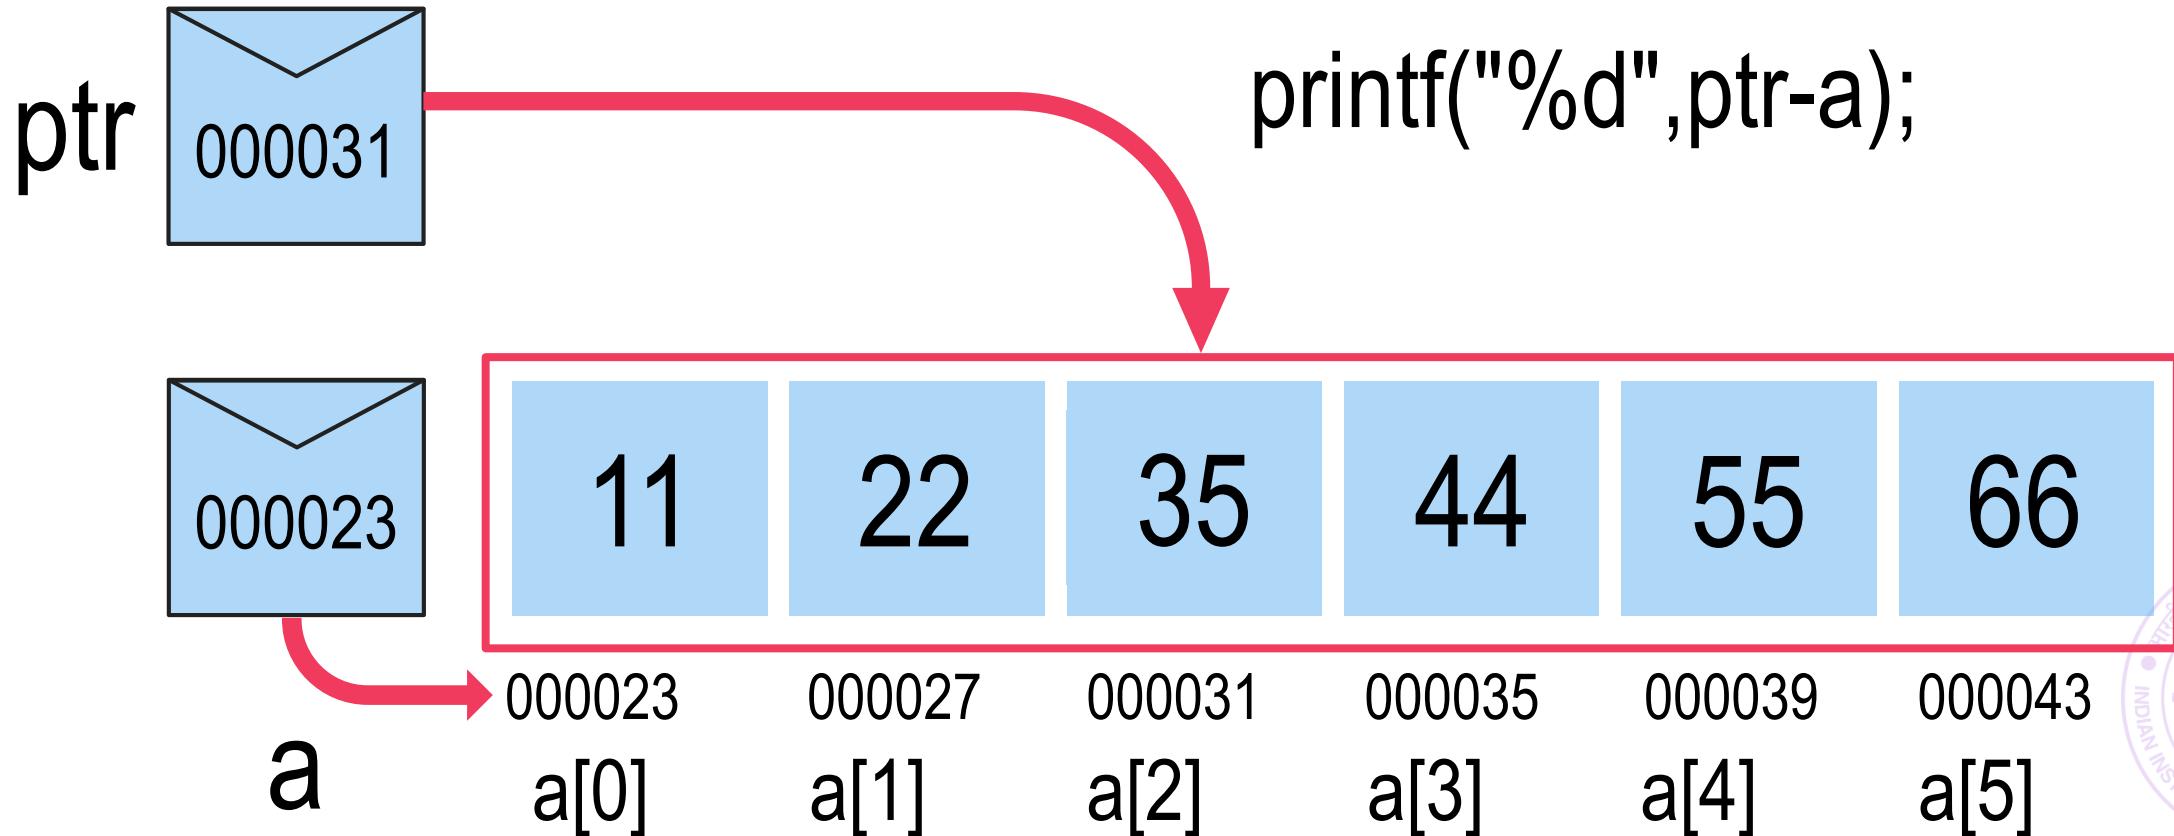 ptr
000031
printf("%d",ptr-a);
000023
11 22 35 44 55 66
000023 000027 000031 000035 000039 000043
a
a[0] a[1] a[2] a[3] a[4] a[5]
INDIAN